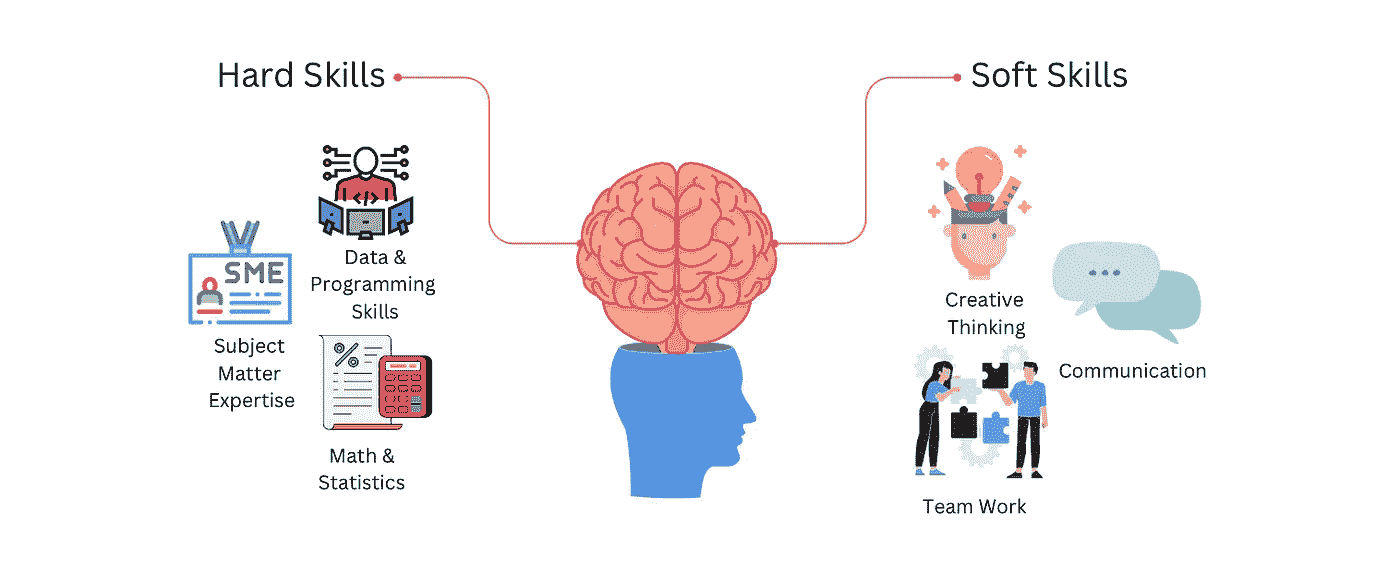 Hard Skills
Data &
Programming
Skills
SME
Subject
Matter
Expertise
%
Math &
Statistics
Soft Skills
Creative
Thinking
Communication
Team Work